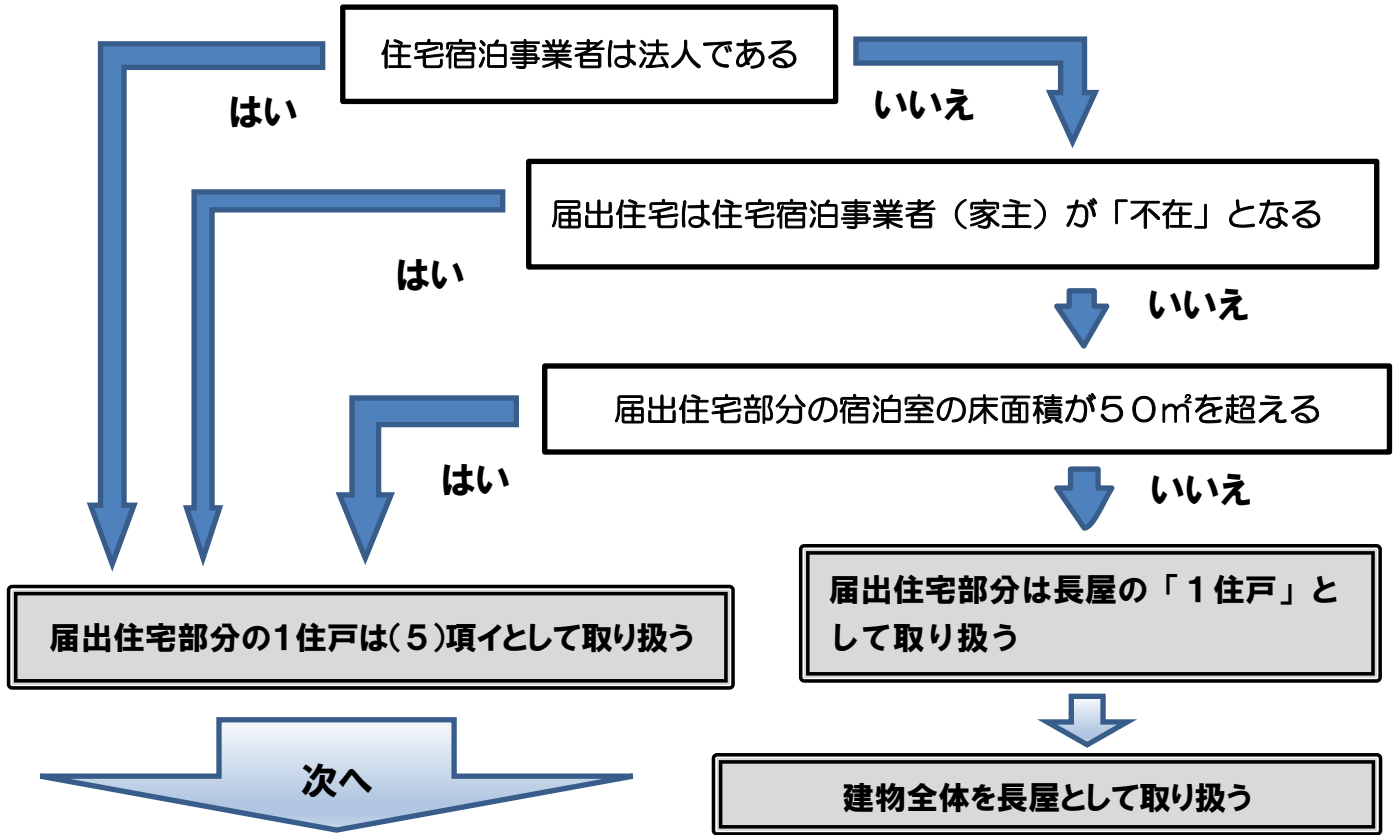 住宅宿泊事業者は法人である
はい
いいえ
届出住宅は住宅宿泊事業者（家主）が「不在」となる
はい
いいえ
届出住宅部分の宿泊室の床面積が５０㎡を超える
はい
いいえ
届出住宅部分の１住戸は（５）項イとして取り扱う
届出住宅部分は長屋の「１住戸」と
して取り扱う
次へ
建物全体を長屋として取り扱う